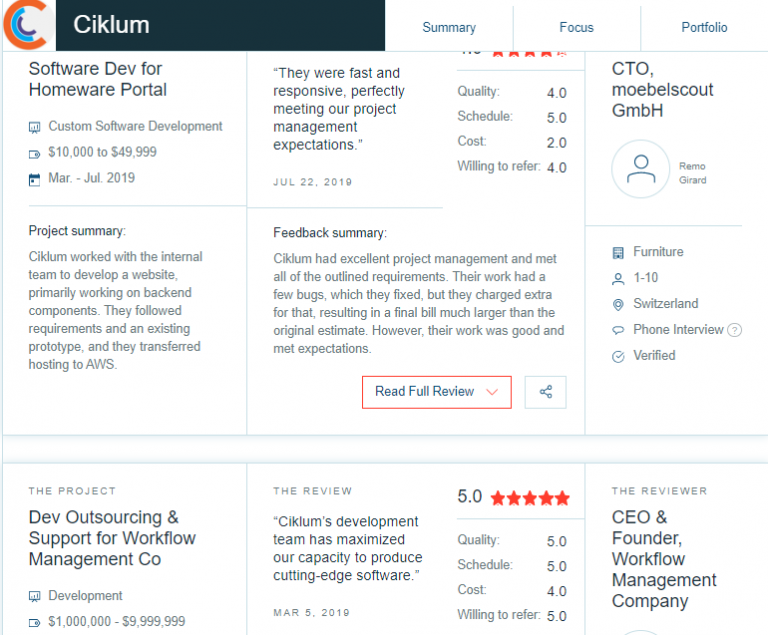 Ciklum
Summary
Focus
Portfolio
Software Dev for
Homeware Portal
Custom Software Development
$10,000 to $49,999
Mar. - Jul. 2019
Project summary:
Ciklum worked with the internal
team to develop a website,
primarily working on backend
components. They followed
requirements and an existing
prototype, and they transferred
hosting to AWS.
“They were fast and
responsive, perfectly
meeting our project
management
expectations.”
JUL 22, 2019
Quality: 4.0
Schedule: 5.0
Cost: 2.0
Willing to refer: 4.0
Feedback summary:
Ciklum had excellent project management and met
all of the outlined requirements. Their work had a
few bugs, which they fixed, but they charged extra
for that, resulting in a final bill much larger than the
original estimate. However, their work was good and
met expectations.
Read Full Review
CTO,
moebelscout
GmbH
Remo
Girard
Furniture
1-10
Switzerland
Phone Interview ?
Verified
THE PROJECT
Dev Outsourcing &
Support for Workflow
Management Co
Development
$1,000,000 - $9,999,999
THE REVIEW
“Ciklum’s development
team has maximized
our capacity to produce
cutting-edge software.”
MAR 5, 2019
5.0
Quality: 5.0
Schedule: 5.0
Cost: 4.0
Willing to refer: 5.0
THE REVIEWER
CEO &
Founder,
Workflow
Management
Company